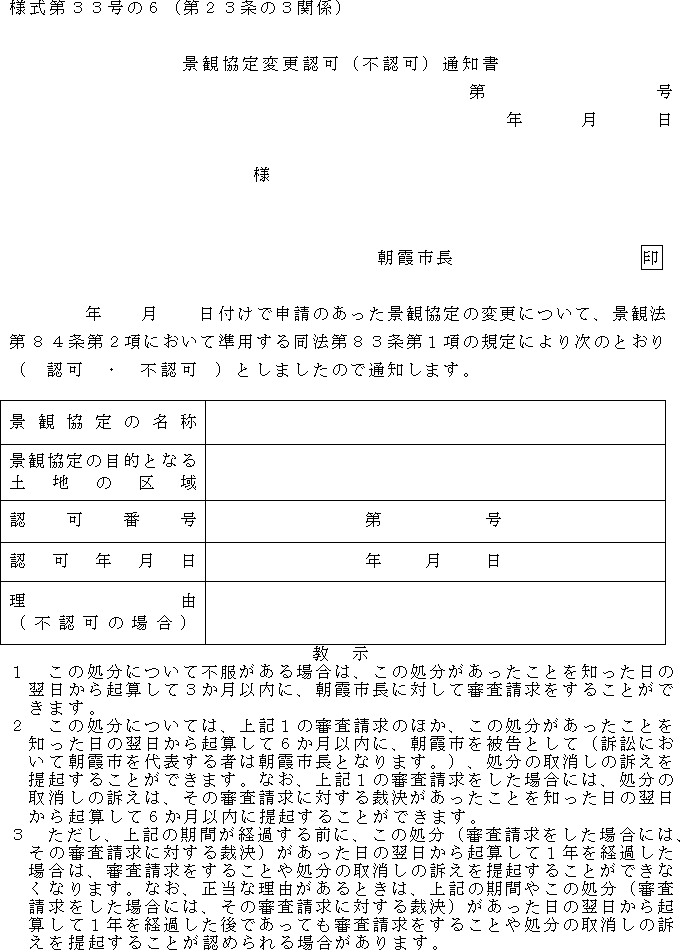 様式第３３号の６（第２３条の３関係）
景観協定変更認可（不認可）通知書
第　　　　　　　　　号
年　　　月　　　日
様
朝霞市長　　　　　　　　　　印
年　　月　　日付けで申請のあった景観協定の変更について、景観法
第８４条第２項において準用する同法第８３条第１項の規定により次のとおり
（　認可　・　不認可　）としましたので通知します。
景観協定の名称
景観協定の目的となる
土地の区域
認可番号　　　　　　　　第　　　　　号
認可年月日　　　　　　　年　　月　　日
理由
（不認可の場合）
教　示
１　この処分について不服がある場合は、この処分があったことを知った日の
翌日から起算して３か月以内に、朝霞市長に対して審査請求をすることがで
きます。
２　この処分については、上記１の審査請求のほか、この処分があったことを
知った日の翌日から起算して６か月以内に、朝霞市を被告として（訴訟にお
いて朝霞市を代表する者は朝霞市長となります。）、処分の取消しの訴えを
提起することができます。なお、上記１の審査請求をした場合には、処分の
取消しの訴えは、その審査請求に対する裁決があったことを知った日の翌日
から起算して６か月以内に提起することができます。
３　ただし、上記の期間が経過する前に、この処分（審査請求をした場合には、
その審査請求に対する裁決）があった日の翌日から起算して１年を経過した
場合は、審査請求をすることや処分の取消しの訴えを提起することができな
くなります。なお、正当な理由があるときは、上記の期間やこの処分（審査
請求をした場合には、その審査請求に対する裁決）があった日の翌日から起
算して１年を経過した後であっても審査請求をすることや処分の取消しの訴
えを提起することが認められる場合があります。